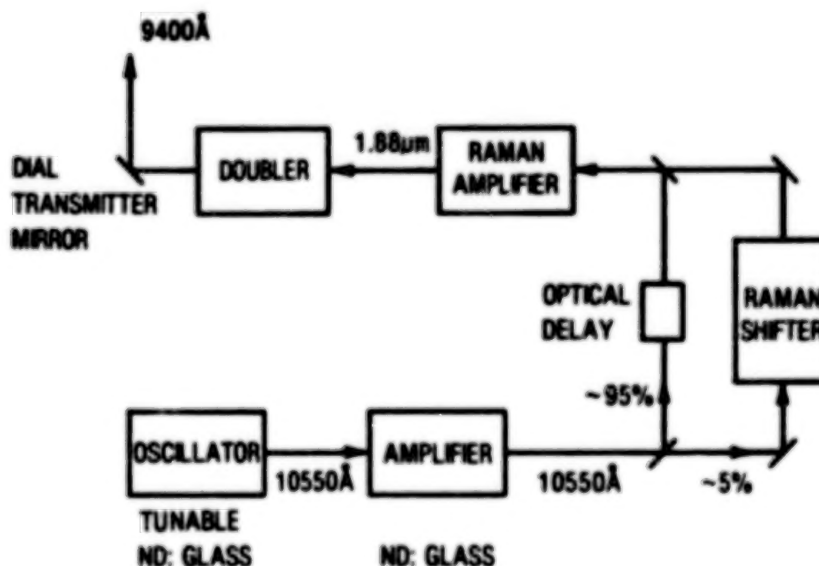 9400Å
DIAL
TRANSMITTER
MIRROR
DOUBLER
1.88µm
RAMAN
AMPLIFIER
OPTICAL
DELAY
RAMAN
SHIFTER
~95%
OSCILLATOR
10550Å
AMPLIFIER
10550Å
~5%
TUNABLE
ND: GLASS
ND: GLASS